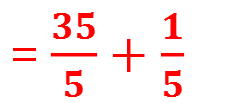 = 35/5 + 1/5